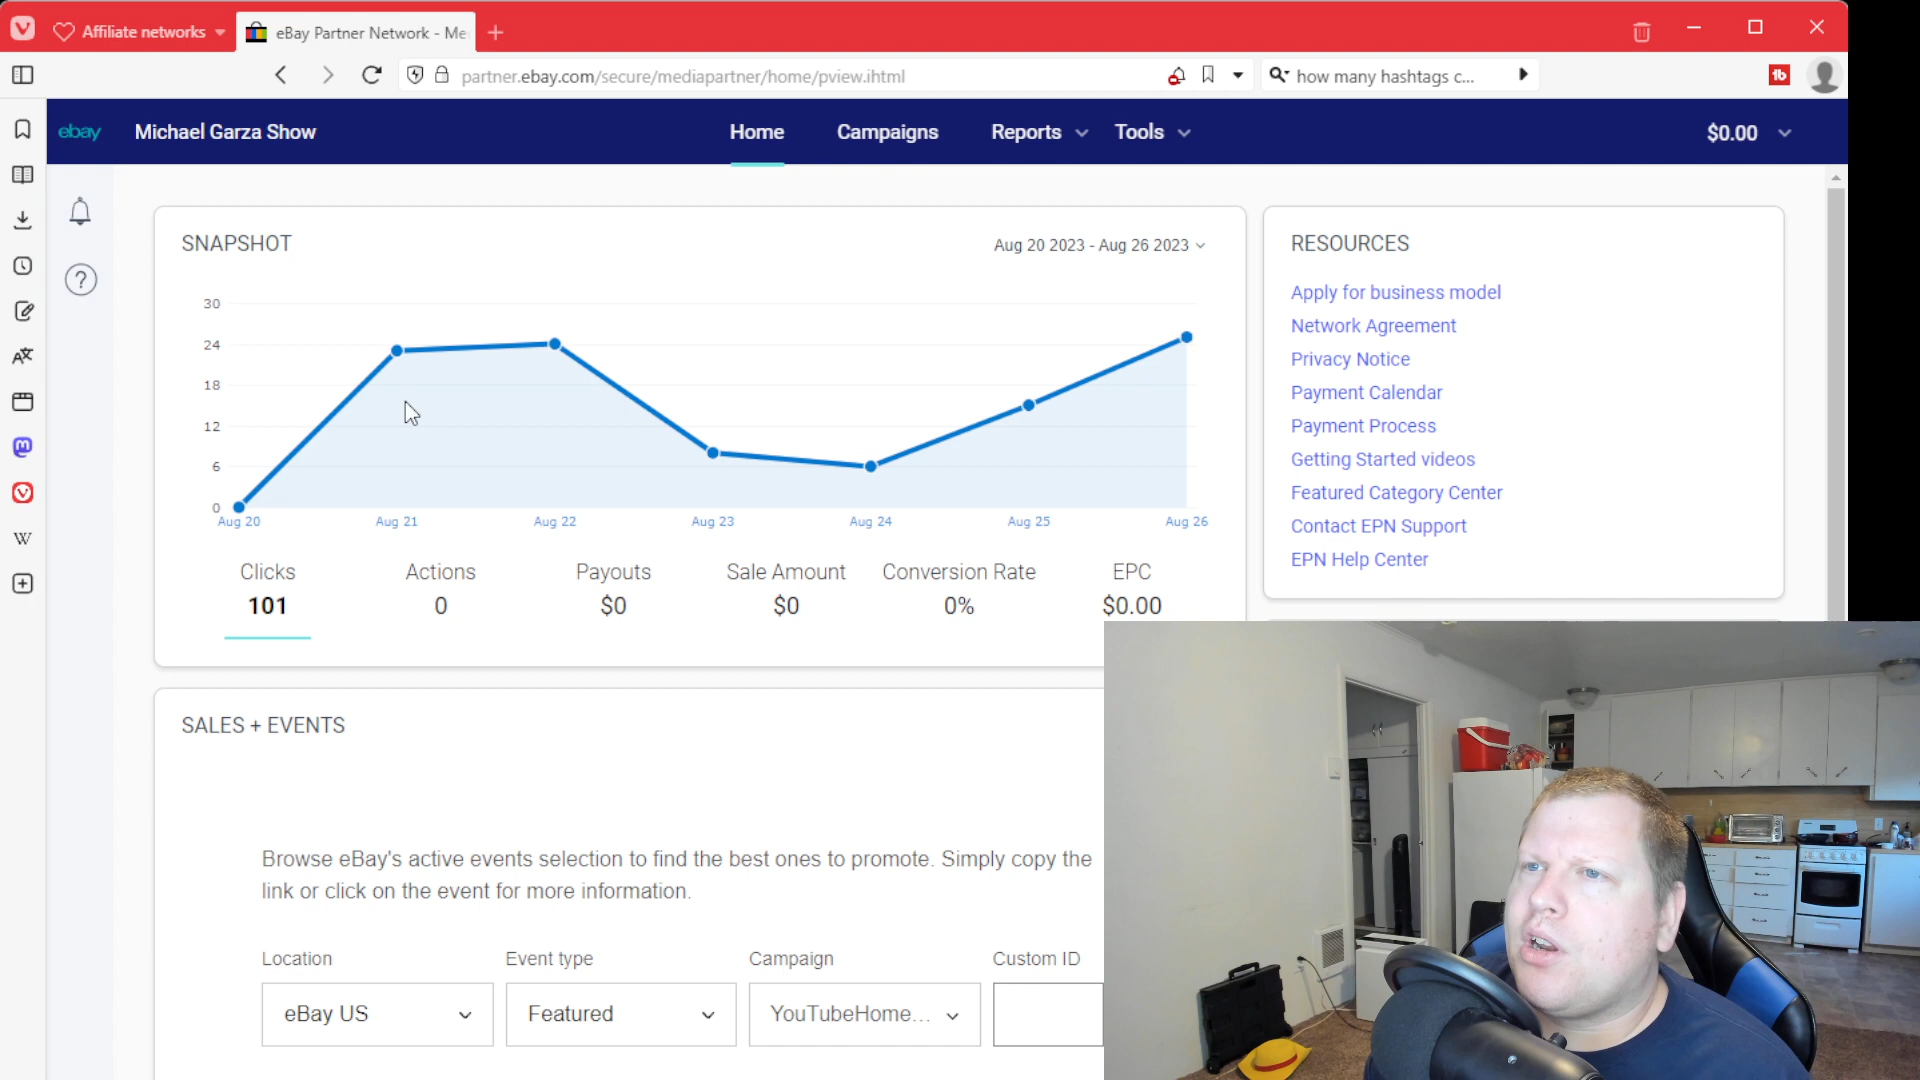 Affiliate networks
eBay Partner Network - Me
partner.ebay.com/secure/mediapartner/home/pview.ihtml
how many hashtags c...
ebay
Michael Garza Show
Home
Campaigns
Reports
Tools
$0.00
SNAPSHOT
Aug 20 2023 - Aug 26 2023
30
24
18
12
6
0
Aug 20 Aug 21 Aug 22 Aug 23 Aug 24 Aug 25 Aug 26
Clicks Actions Payouts Sale Amount Conversion Rate EPC
101 0 $0 $0 0% $0.00
RESOURCES
Apply for business model
Network Agreement
Privacy Notice
Payment Calendar
Payment Process
Getting Started videos
Featured Category Center
Contact EPN Support
EPN Help Center
SALES + EVENTS
Browse eBay's active events selection to find the best ones to promote. Simply copy the
link or click on the event for more information.
Location Event type Campaign Custom ID
eBay US Featured YouTubeHome...